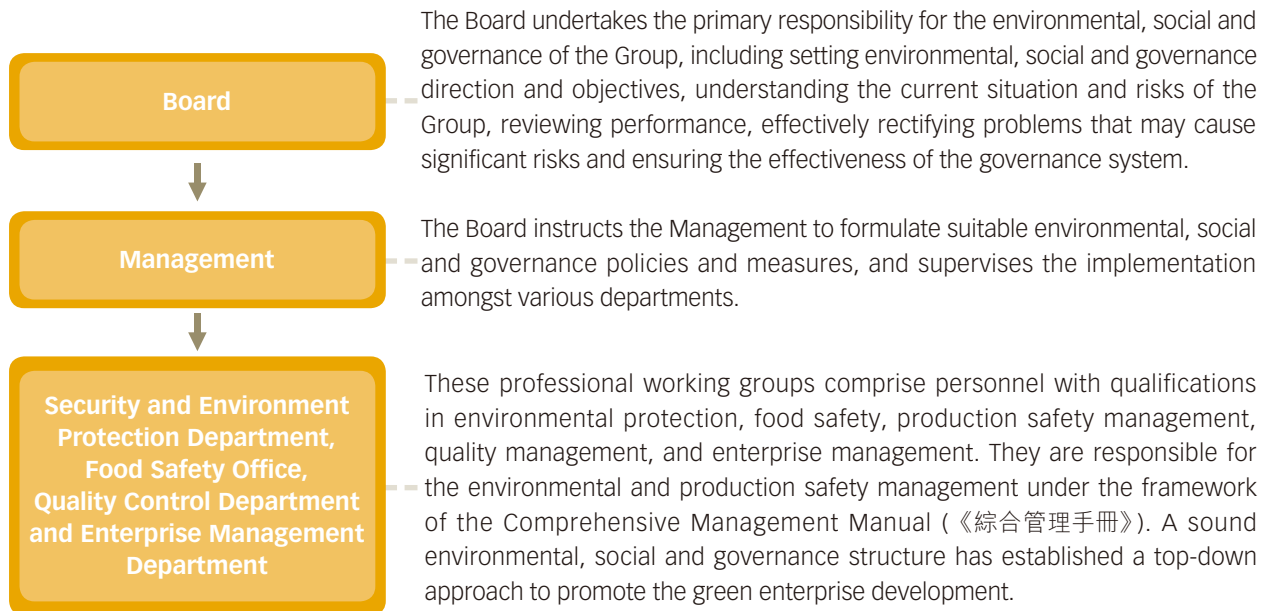 Board
The Board undertakes the primary responsibility for the environmental, social and
governance of the Group, including setting environmental, social and governance
direction and objectives, understanding the current situation and risks of the
Group, reviewing performance, effectively rectifying problems that may cause
significant risks and ensuring the effectiveness of the governance system.
Management
The Board instructs the Management to formulate suitable environmental, social
and governance policies and measures, and supervises the implementation
amongst various departments.
Security and Environment
Protection Department,
Food Safety Office,
Quality Control Department
and Enterprise Management
Department
These professional working groups comprise personnel with qualifications
in environmental protection, food safety, production safety management,
quality management, and enterprise management. They are responsible for
the environmental and production safety management under the framework
of the Comprehensive Management Manual (《綜合管理手冊》). A sound
environmental, social and governance structure has established a top-down
approach to promote the green enterprise development.